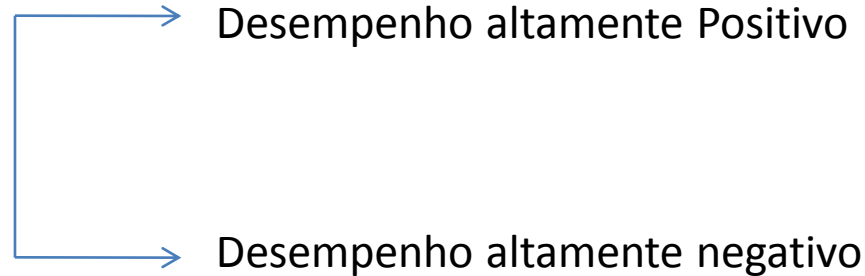 Desempenho altamente Positivo
Desempenho altamente negativo